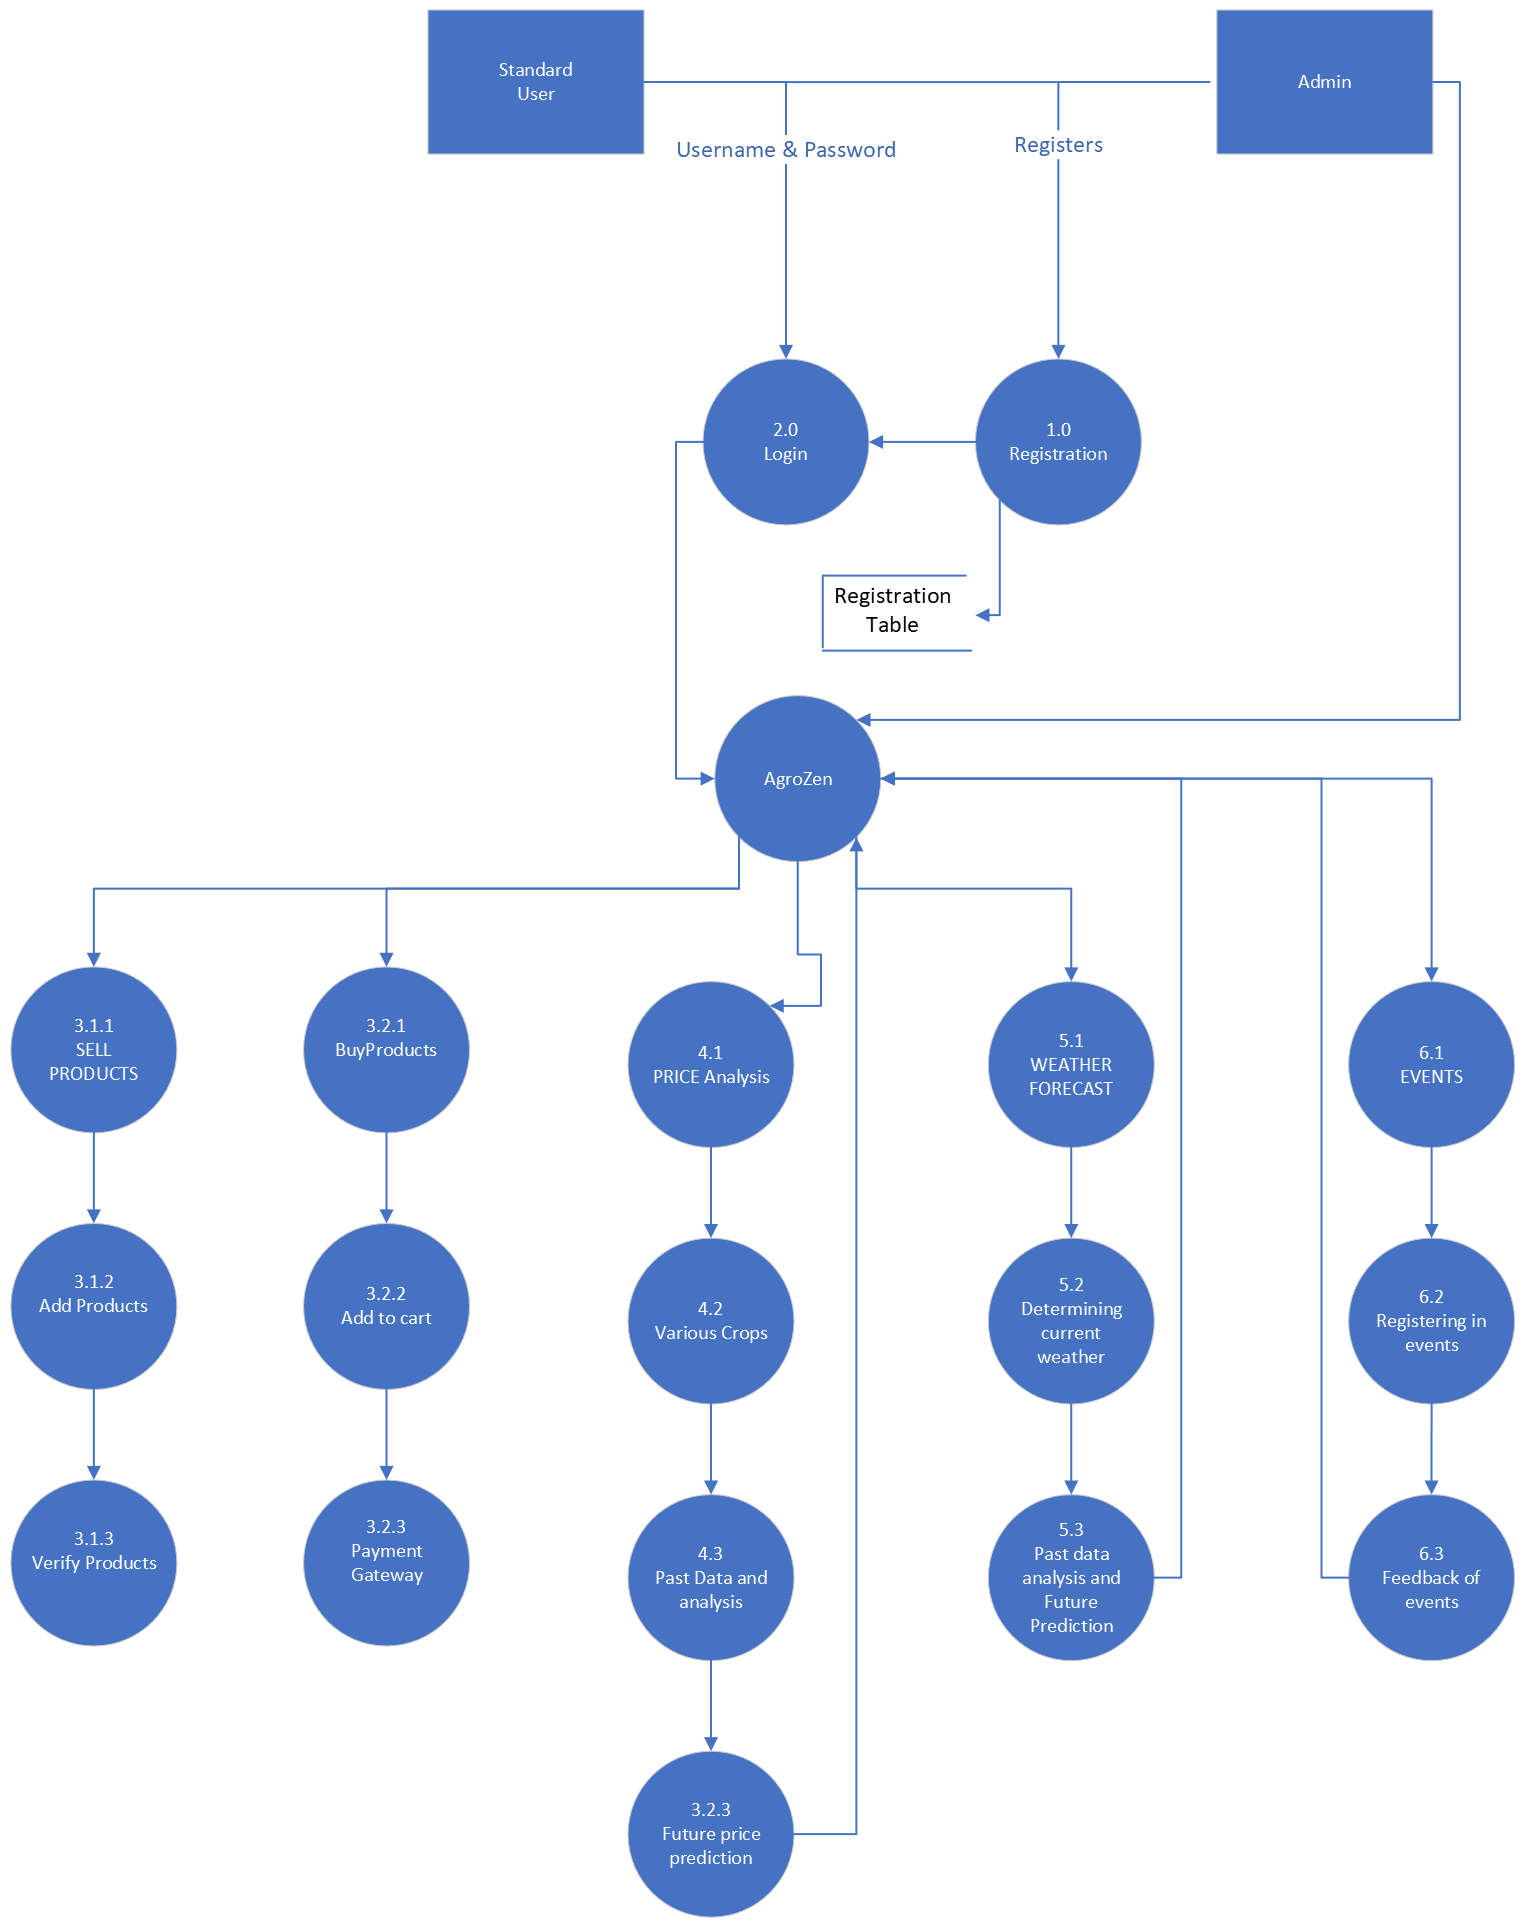 Standard
User
Admin
Username & Password
Registers
2.0
Login
1.0
Registration
Registration
Table
AgroZen
3.1.1
SELL
PRODUCTS
3.2.1
BuyProducts
4.1
PRICE Analysis
5.1
WEATHER
FORECAST
6.1
EVENTS
3.1.2
Add Products
3.2.2
Add to cart
4.2
Various Crops
5.2
Determining
current
weather
6.2
Registering in
events
3.1.3
Verify Products
3.2.3
Payment
Gateway
4.3
Past Data and
analysis
5.3
Past data
analysis and
Future
Prediction
6.3
Feedback of
events
3.2.3
Future price
prediction